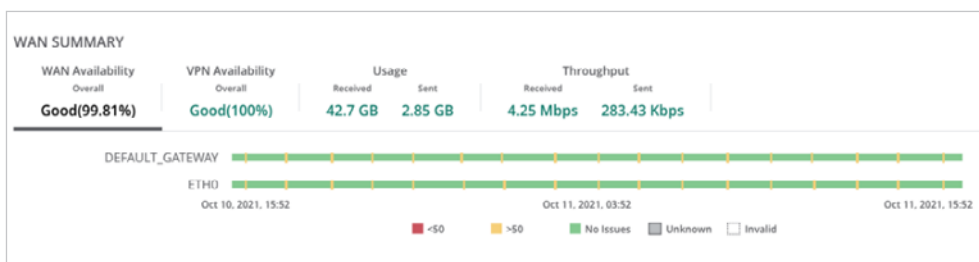 WAN SUMMARY
WAN Availability VPN Availability Usage Throughput
Overall Overall Received Sent Received Sent
Good(99.81%) Good(100%) 42.7 GB 2.85 GB 4.25 Mbps 283.43 Kbps
DEFAULT_GATEWAY
ETH0
Oct 10, 2021, 15:52 Oct 11, 2021, 03:52 Oct 11, 2021, 15:52
<50 >50 No Issues Unknown Invalid